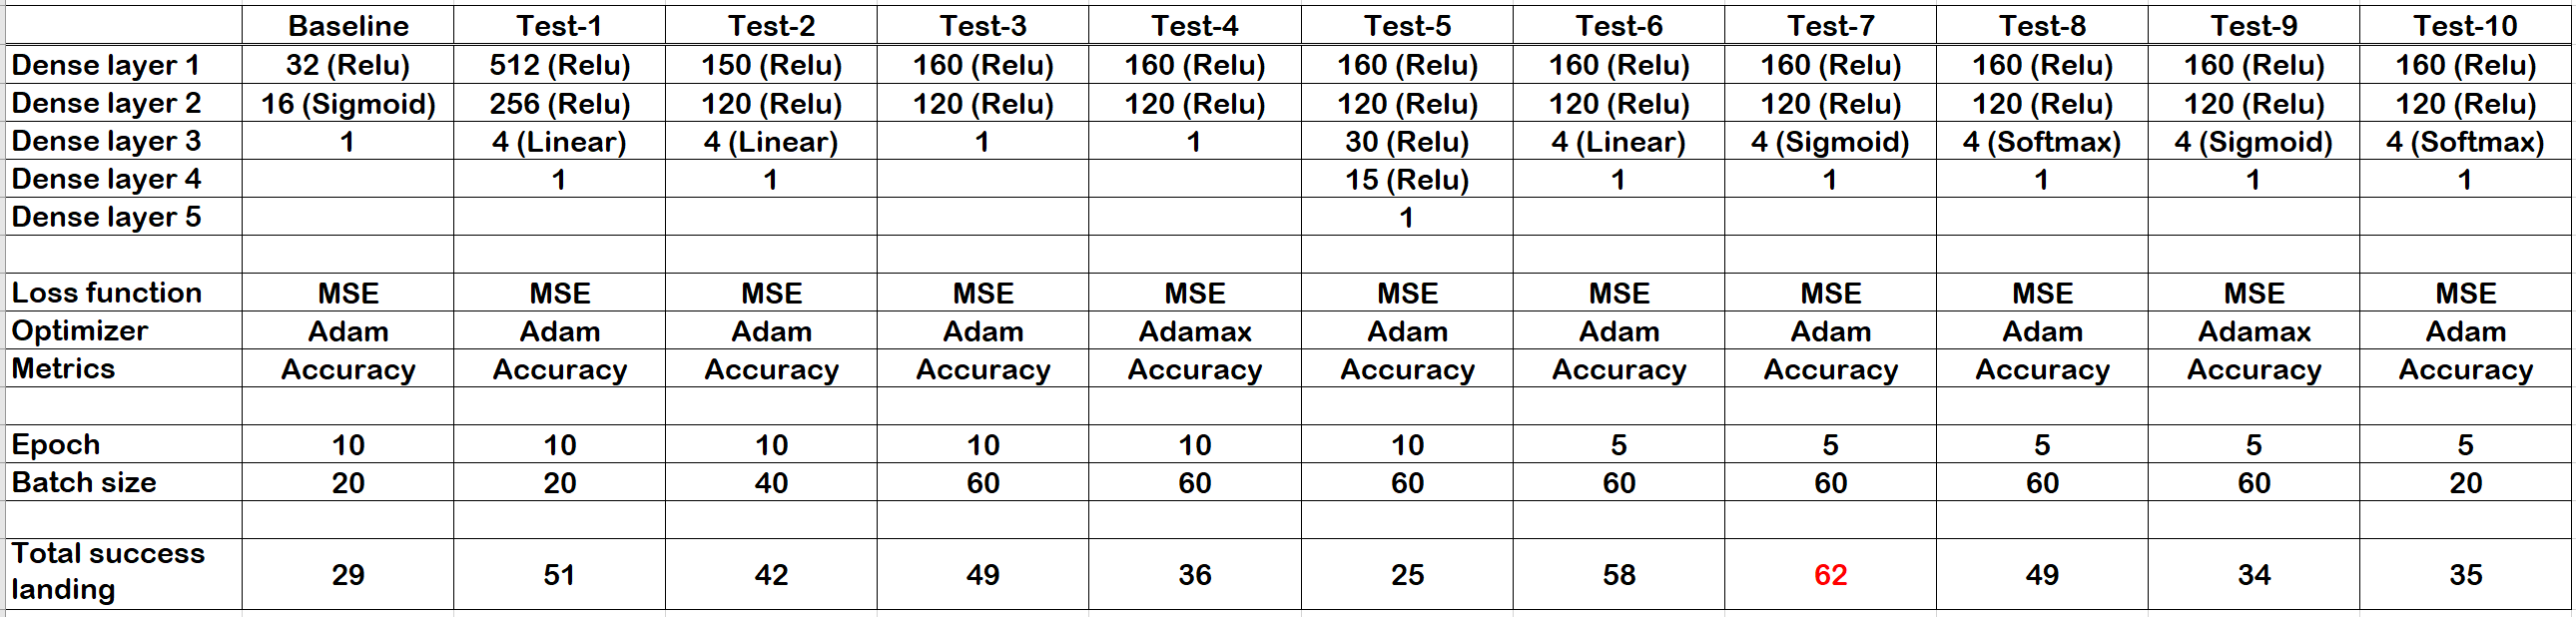 Baseline Test-1 Test-2 Test-3 Test-4 Test-5 Test-6 Test-7 Test-8 Test-9 Test-10
Dense layer 1 32 (Relu) 512 (Relu) 150 (Relu) 160 (Relu) 160 (Relu) 160 (Relu) 160 (Relu) 160 (Relu) 160 (Relu) 160 (Relu) 160 (Relu)
Dense layer 2 16 (Sigmoid) 256 (Relu) 120 (Relu) 120 (Relu) 120 (Relu) 120 (Relu) 120 (Relu) 120 (Relu) 120 (Relu) 120 (Relu) 120 (Relu)
Dense layer 3 1 4 (Linear) 4 (Linear) 1 1 30 (Relu) 4 (Linear) 4 (Sigmoid) 4 (Softmax) 4 (Sigmoid) 4 (Softmax)
Dense layer 4 1 1 15 (Relu) 1 1 1 1 1
Dense layer 5 1
Loss function MSE MSE MSE MSE MSE MSE MSE MSE MSE MSE MSE
Optimizer Adam Adam Adam Adam Adamax Adam Adam Adam Adam Adamax Adam
Metrics Accuracy Accuracy Accuracy Accuracy Accuracy Accuracy Accuracy Accuracy Accuracy Accuracy Accuracy
Epoch 10 10 10 10 10 10 5 5 5 5 5
Batch size 20 20 40 60 60 60 60 60 60 60 20
Total success
landing 29 51 42 49 36 25 58 62 49 34 35